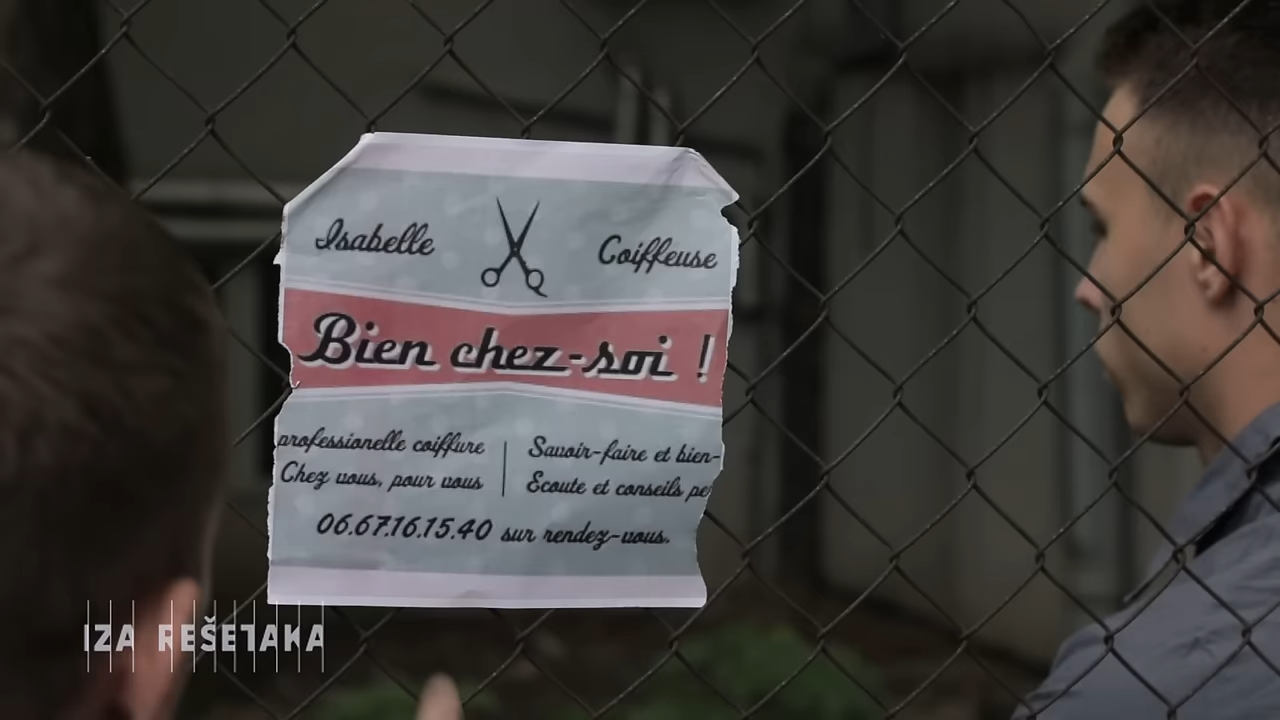 Isabelle Coiffeuse
Bien chez-soi !
professionelle coiffure
Chez vous, pour vous
Savoir-faire et bien-
Ecoute et conseils pe
06.67.16.15.40 sur rendez-vous.
IZA REŠETAKA